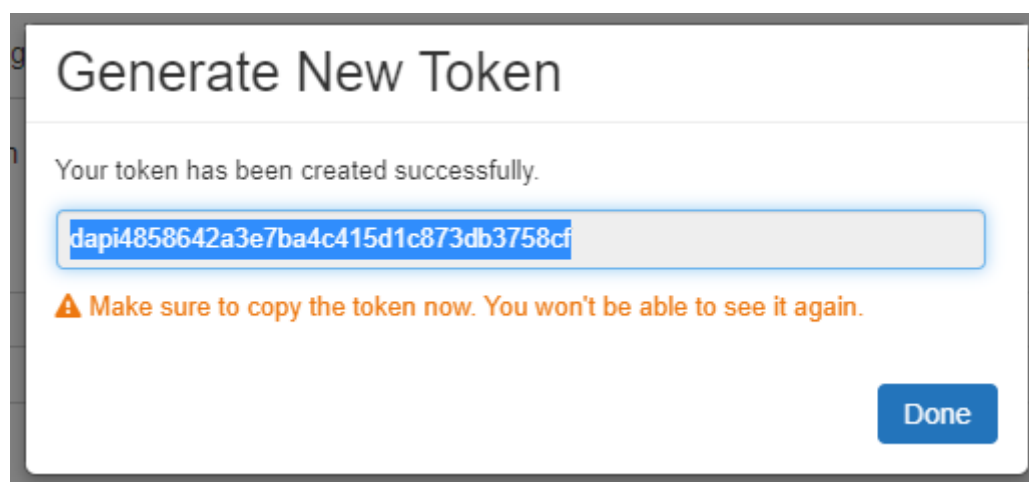 Generate New Token
Your token has been created successfully.
dapi4858642a3e7ba4c415d1c873db3758cf
Make sure to copy the token now. You won't be able to see it again.
Done